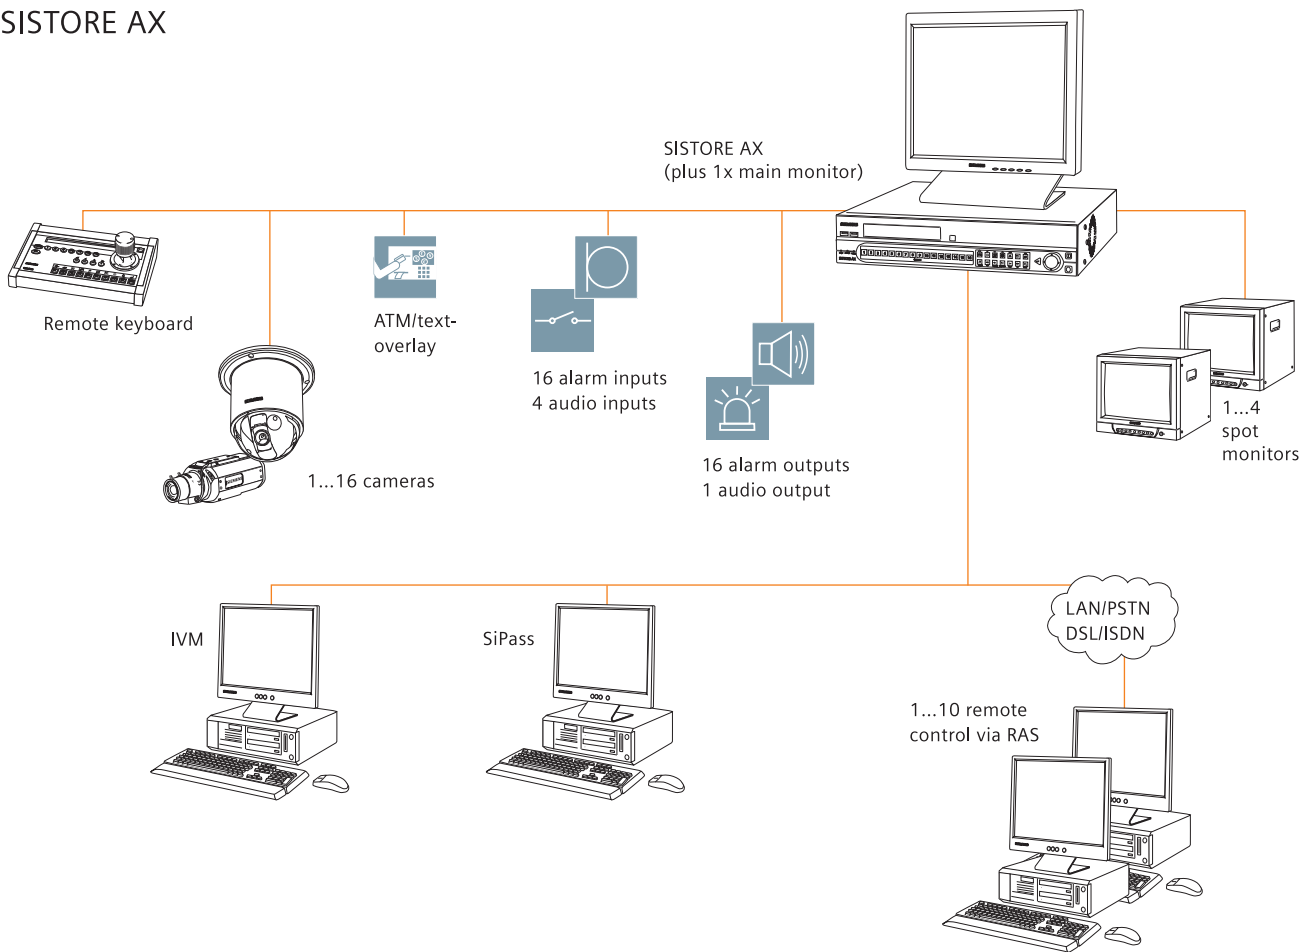 SISTORE AX
SISTORE AX
(plus 1x main monitor)
Remote keyboard
ATM/text-
overlay
16 alarm inputs
4 audio inputs
16 alarm outputs
1 audio output
1...4
spot
monitors
1...16 cameras
IVM
SiPass
LAN/PSTN
DSL/ISDN
1...10 remote
control via RAS